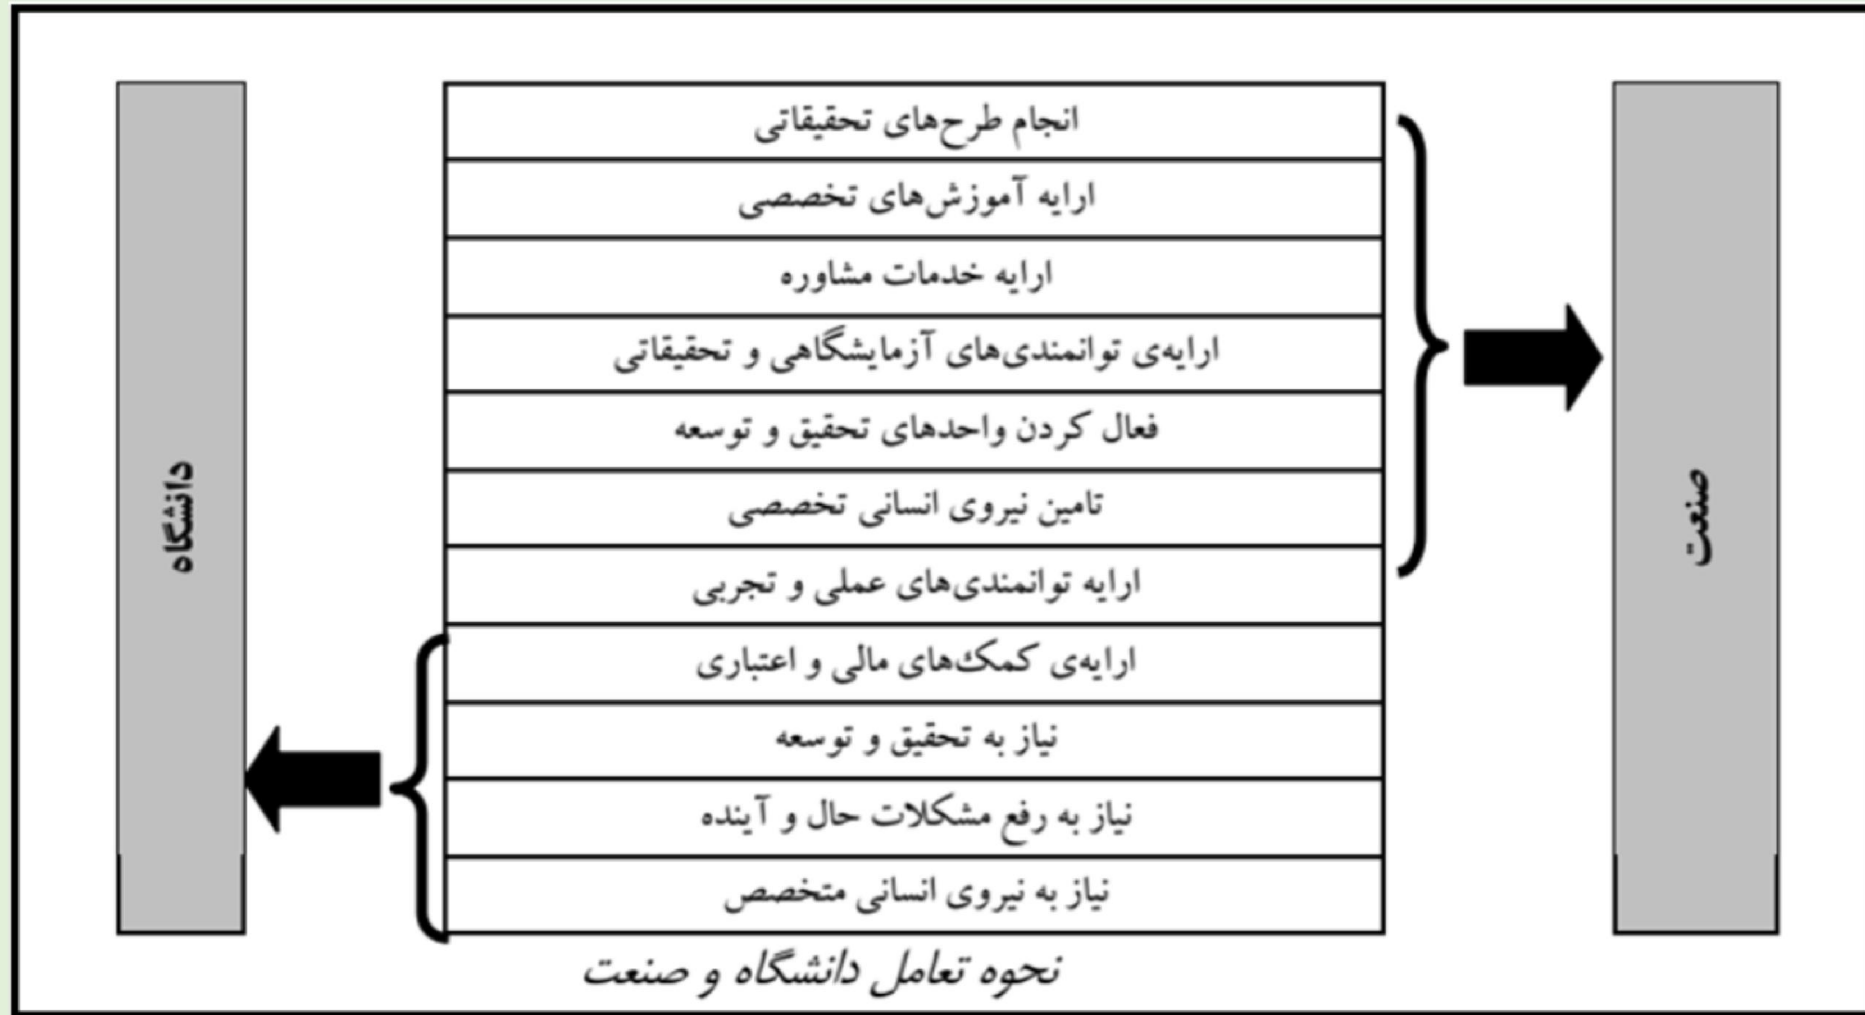 صنعت
انجام طرح‌های تحقیقاتی
ارایه آموزش‌های تخصصی
ارایه خدمات مشاوره
ارایه‌ی توانمندی‌های آزمایشگاهی و تحقیقاتی
فعال کردن واحدهای تحقیق و توسعه
تامین نیروی انسانی تخصصی
ارایه توانمندی‌های عملی و تجربی
ارایه‌ی کمک‌های مالی و اعتباری
نیاز به تحقیق و توسعه
نیاز به رفع مشکلات حال و آینده
نیاز به نیروی انسانی متخصص
دانشگاه
نحوه تعامل دانشگاه و صنعت